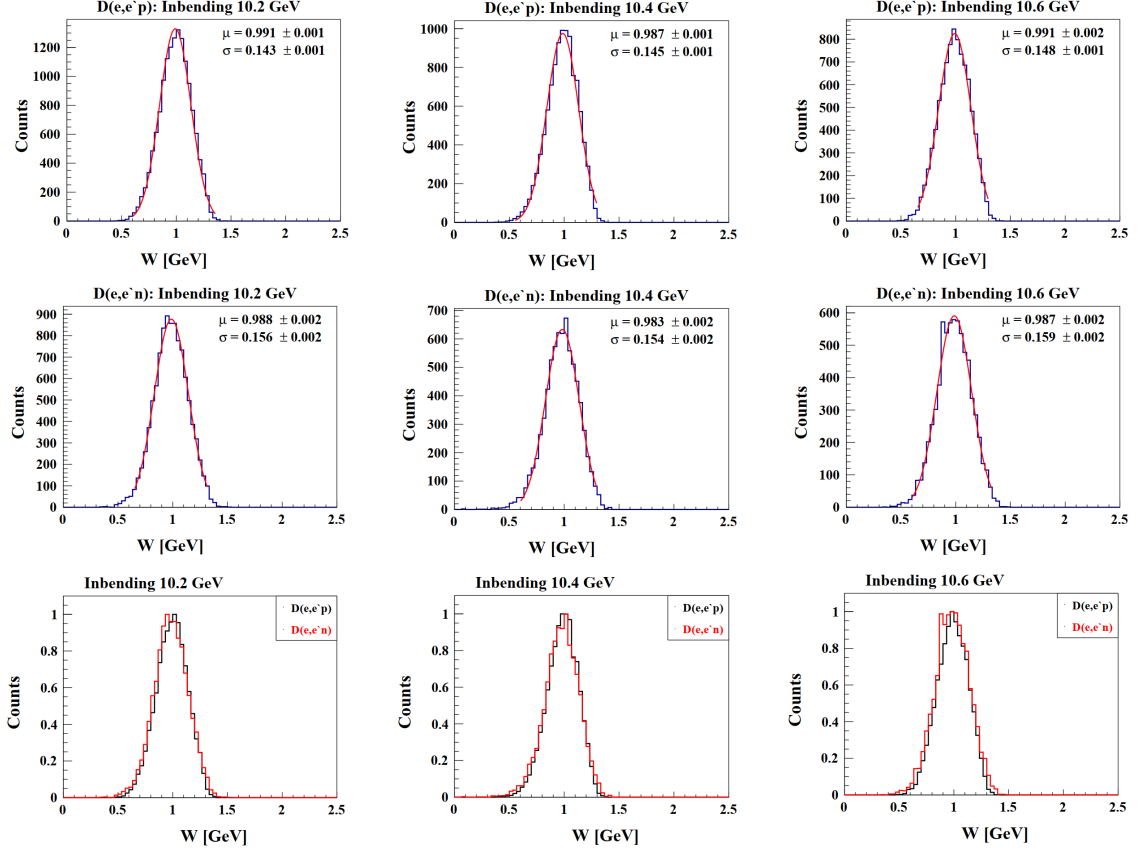 D(e,e`p): Inbending 10.2 GeV
μ = 0.991 ± 0.001
σ = 0.143 ± 0.001
Counts
1200
1000
800
600
400
200
0
0 0.5 1 1.5 2 2.5
W [GeV]
D(e,e`p): Inbending 10.4 GeV
μ = 0.987 ± 0.001
σ = 0.145 ± 0.001
Counts
1000
800
600
400
200
0
0 0.5 1 1.5 2 2.5
W [GeV]
D(e,e`p): Inbending 10.6 GeV
μ = 0.991 ± 0.002
σ = 0.148 ± 0.001
Counts
800
700
600
500
400
300
200
100
0
0 0.5 1 1.5 2 2.5
W [GeV]
D(e,e`n): Inbending 10.2 GeV
μ = 0.988 ± 0.002
σ = 0.156 ± 0.002
Counts
900
800
700
600
500
400
300
200
100
0
0 0.5 1 1.5 2 2.5
W [GeV]
D(e,e`n): Inbending 10.4 GeV
μ = 0.983 ± 0.002
σ = 0.154 ± 0.002
Counts
700
600
500
400
300
200
100
0
0 0.5 1 1.5 2 2.5
W [GeV]
D(e,e`n): Inbending 10.6 GeV
μ = 0.987 ± 0.002
σ = 0.159 ± 0.002
Counts
600
500
400
300
200
100
0
0 0.5 1 1.5 2 2.5
W [GeV]
Inbending 10.2 GeV
D(e,e`p)
D(e,e`n)
Counts
1
0.8
0.6
0.4
0.2
0
0 0.5 1 1.5 2 2.5
W [GeV]
Inbending 10.4 GeV
D(e,e`p)
D(e,e`n)
Counts
1
0.8
0.6
0.4
0.2
0
0 0.5 1 1.5 2 2.5
W [GeV]
Inbending 10.6 GeV
D(e,e`p)
D(e,e`n)
Counts
1
0.8
0.6
0.4
0.2
0
0 0.5 1 1.5 2 2.5
W [GeV]